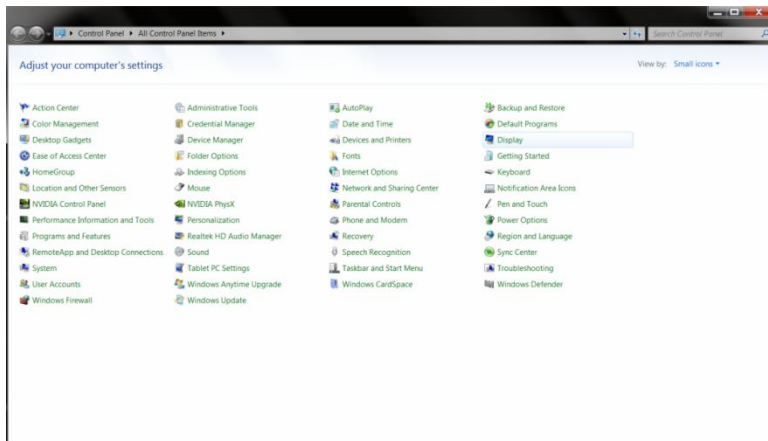 Control Panel ▸ All Control Panel Items ▸ Search Control Panel
Adjust your computer's settings View by: Small icons
Action Center Administrative Tools AutoPlay Backup and Restore
Color Management Credential Manager Date and Time Default Programs
Desktop Gadgets Device Manager Devices and Printers Display
Ease of Access Center Folder Options Fonts Getting Started
HomeGroup Indexing Options Internet Options Keyboard
Location and Other Sensors Mouse Network and Sharing Center Notification Area Icons
NVIDIA Control Panel NVIDIA PhysX Parental Controls Pen and Touch
Performance Information and Tools Personalization Phone and Modem Power Options
Programs and Features Realtek HD Audio Manager Recovery Region and Language
RemoteApp and Desktop Connections Sound Speech Recognition Sync Center
System Tablet PC Settings Taskbar and Start Menu Troubleshooting
User Accounts Windows Anytime Upgrade Windows CardSpace Windows Defender
Windows Firewall Windows Update